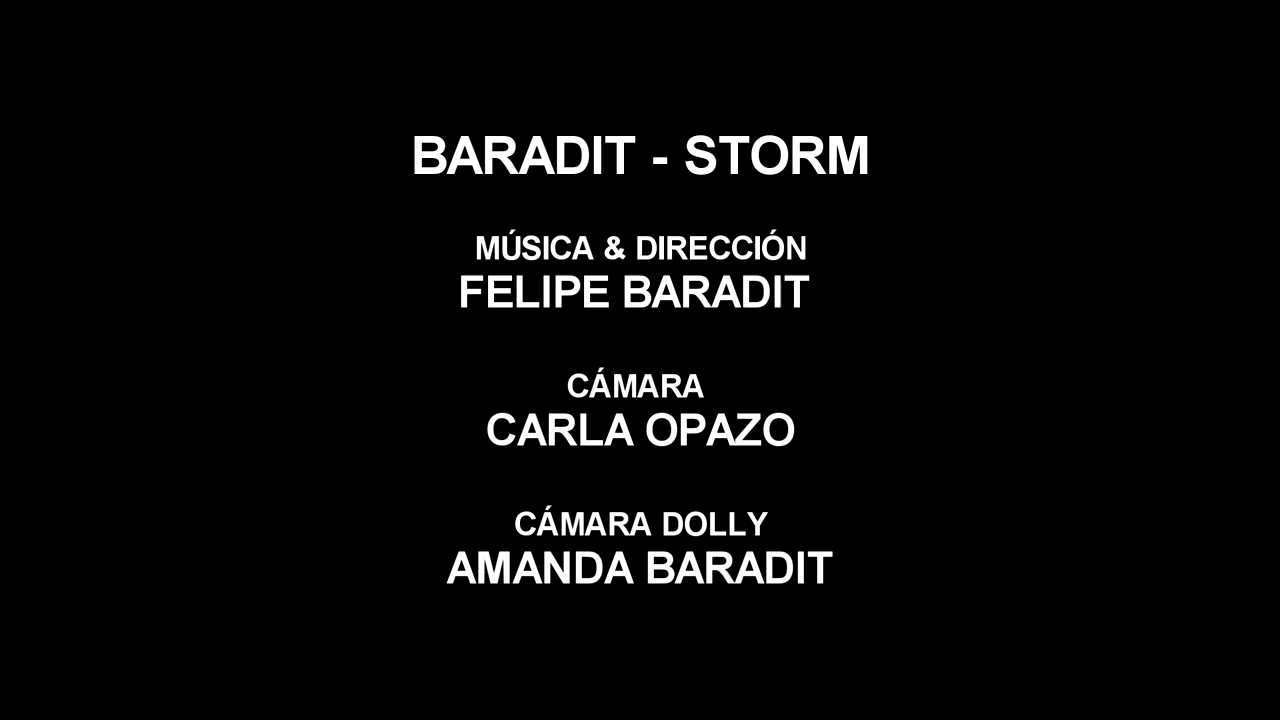 BARADIT - STORM
MÚSICA & DIRECCIÓN
FELIPE BARADIT
CÁMARA
CARLA OPAZO
CÁMARA DOLLY
AMANDA BARADIT